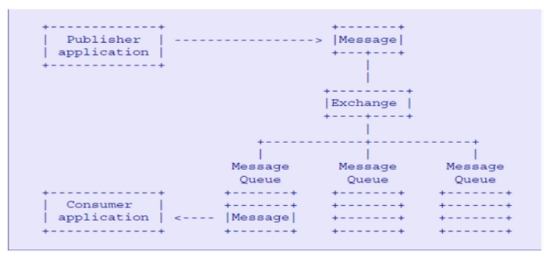 Publisher
application
Message
Exchange
Message Queue
Message Queue
Message Queue
Consumer
application
Message